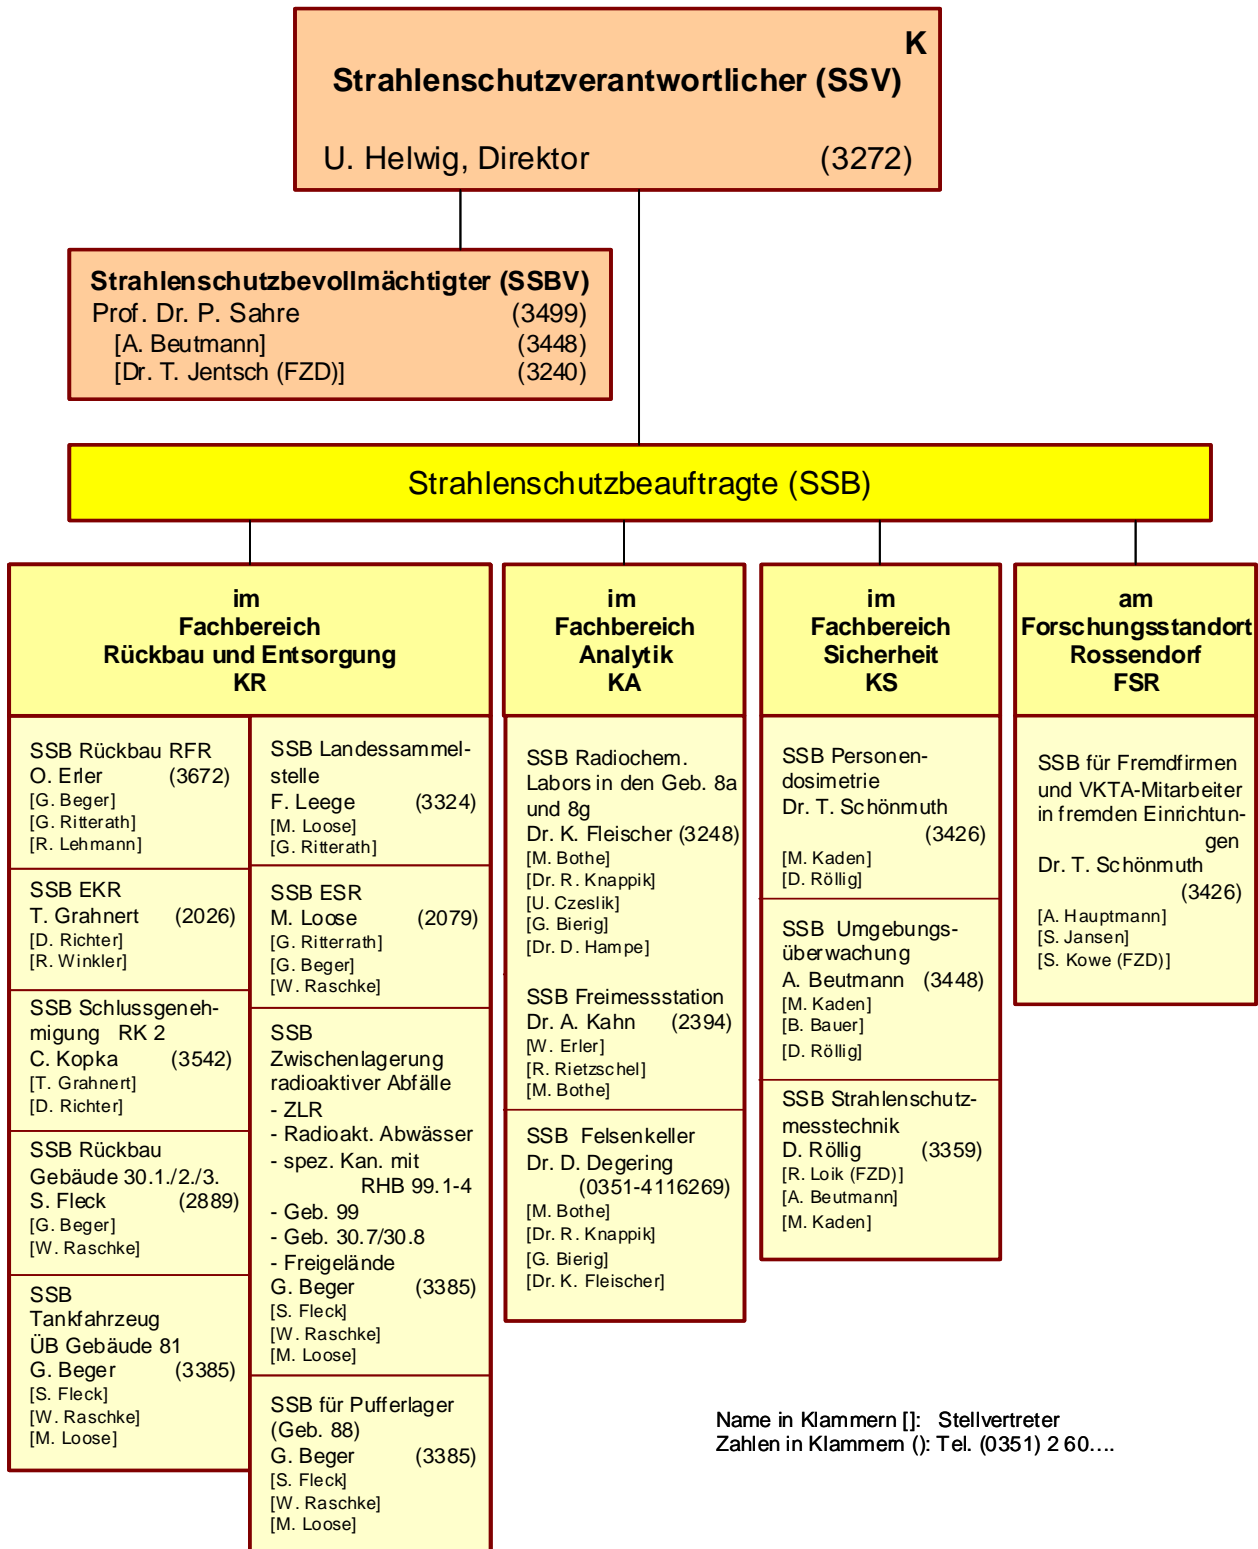 K
Strahlenschutzverantwortlicher (SSV)
U. Helwig, Direktor (3272)
Strahlenschutzbevollmächtigter (SSBV)
Prof. Dr. P. Sahre (3499)
[A. Beutmann] (3448)
[Dr. T. Jentsch (FZD)] (3240)
Strahlenschutzbeauftragte (SSB)
im
Fachbereich
Rückbau und Entsorgung
KR
SSB Rückbau RFR
O. Erler (3672)
[G. Beger]
[G. Ritterath]
[R. Lehmann]
SSB EKR
T. Grahnert (2026)
[D. Richter]
[R. Winkler]
SSB Schlussgeneh-
migung RK 2
C. Kopka (3542)
[T. Grahnert]
[D. Richter]
SSB Rückbau
Gebäude 30.1./2./3.
S. Fleck (2889)
[G. Beger]
[W. Raschke]
SSB
Tankfahrzeug
ÜB Gebäude 81
G. Beger (3385)
[S. Fleck]
[W. Raschke]
[M. Loose]
SSB Landessammel-
stelle
F. Leege (3324)
[M. Loose]
[G. Ritterath]
SSB ESR
M. Loose (2079)
[G. Ritterrath]
[G. Beger]
[W. Raschke]
SSB
Zwischenlagerung
radioaktiver Abfälle
- ZLR
- Radioakt. Abwässer
- spez. Kan. mit
RHB 99.1-4
- Geb. 99
- Geb. 30.7/30.8
- Freigelände
G. Beger (3385)
[S. Fleck]
[W. Raschke]
[M. Loose]
SSB für Pufferlager
(Geb. 88)
G. Beger (3385)
[S. Fleck]
[W. Raschke]
[M. Loose]
im
Fachbereich
Analytik
KA
SSB Radiochem.
Labors in den Geb. 8a
und 8g
Dr. K. Fleischer (3248)
[M. Bothe]
[Dr. R. Knappik]
[U. Czeslik]
[G. Bierig]
[Dr. D. Hampe]
SSB Freimessstation
Dr. A. Kahn (2394)
[W. Erler]
[R. Rietzschel]
[M. Bothe]
SSB Felsenkeller
Dr. D. Degering
(0351-4116269)
[M. Bothe]
[Dr. R. Knappik]
[G. Bierig]
[Dr. K. Fleischer]
im
Fachbereich
Sicherheit
KS
SSB Personen-
dosimetrie
Dr. T. Schönmuth
(3426)
[M. Kaden]
[D. Röllig]
SSB Umgebungs-
überwachung
A. Beutmann (3448)
[M. Kaden]
[B. Bauer]
[D. Röllig]
SSB Strahlenschutz-
messtechnik
D. Röllig (3359)
[R. Loik (FZD)]
[A. Beutmann]
[M. Kaden]
am
Forschungsstandort
Rossendorf
FSR
SSB für Fremdfirmen
und VKTA-Mitarbeiter
in fremden Einrichtun-
gen
Dr. T. Schönmuth
(3426)
[A. Hauptmann]
[S. Jansen]
[S. Kowe (FZD)]
Name in Klammern []: Stellvertreter
Zahlen in Klammern (): Tel. (0351) 2 60....